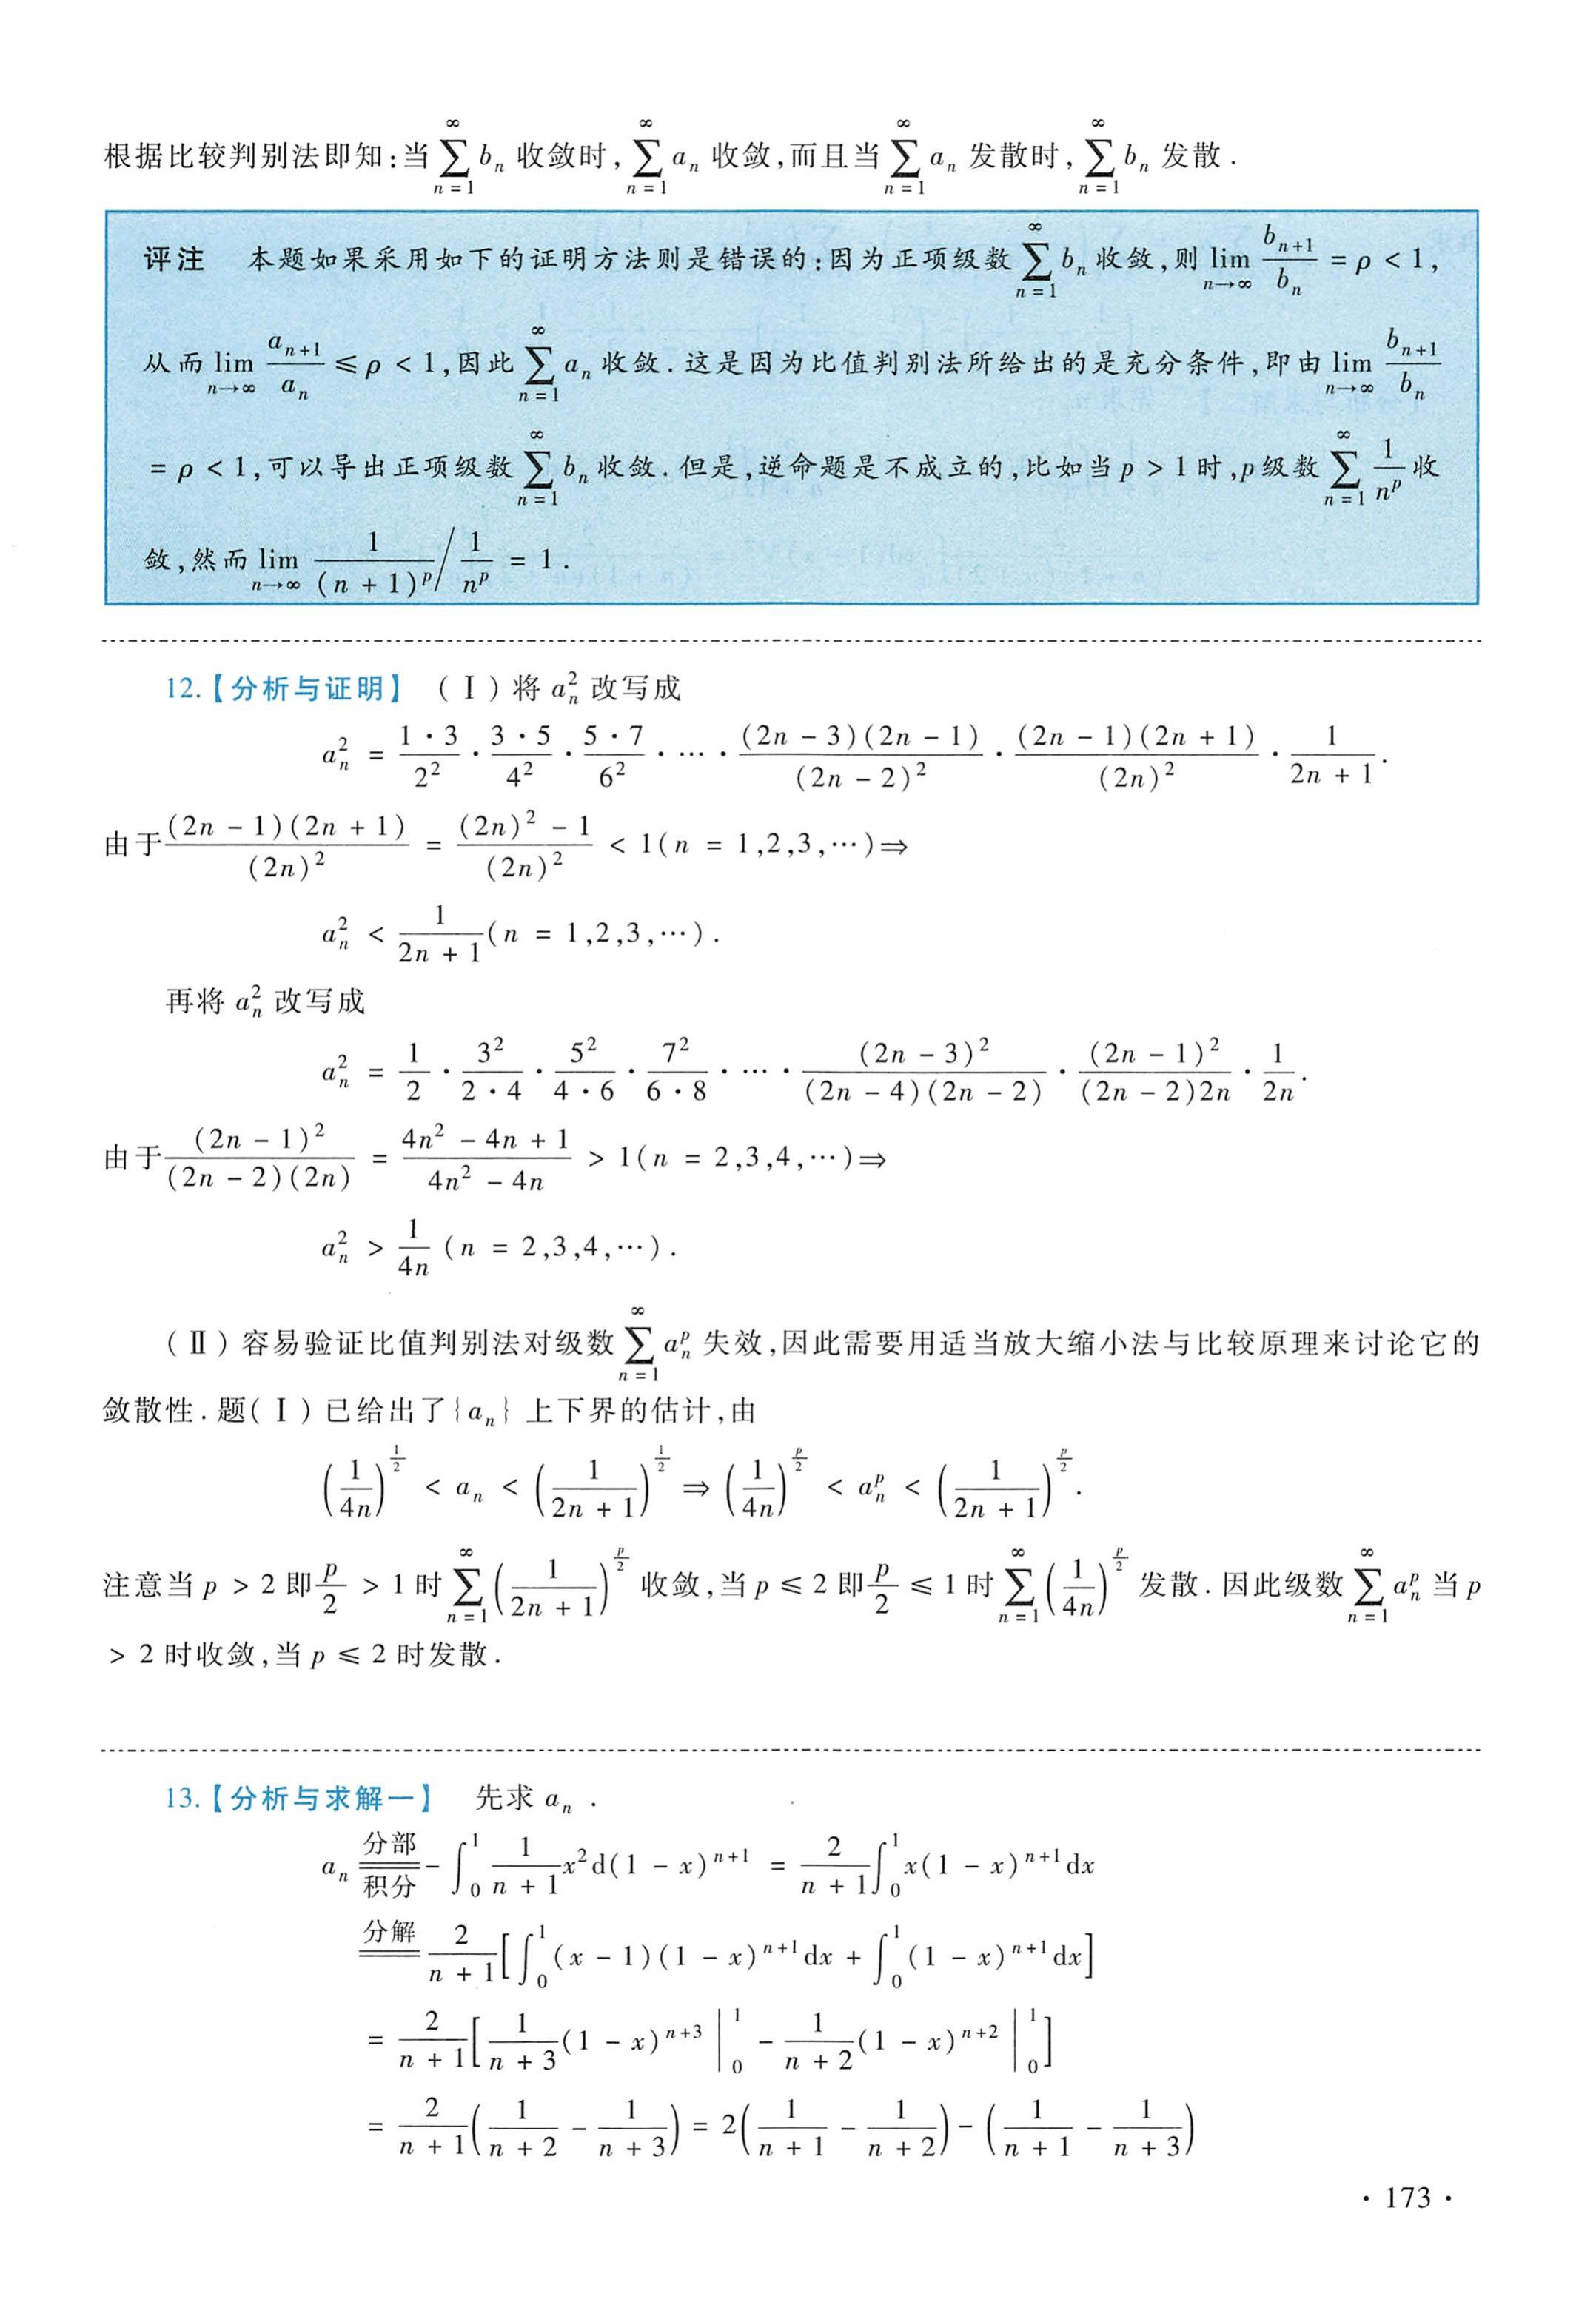 根据比较判别法即知:当 $\sum_{n=1}^{\infty} b_n$ 收敛时, $\sum_{n=1}^{\infty} a_n$ 收敛,而且当 $\sum_{n=1}^{\infty} a_n$ 发散时, $\sum_{n=1}^{\infty} b_n$ 发散.
评注 本题如果采用如下的证明方法则是错误的:因为正项级数 $\sum_{n=1}^{\infty} b_n$ 收敛,则 $\lim_{n\to\infty} \frac{b_{n+1}}{b_n} = \rho < 1$,
从而 $\lim_{n\to\infty} \frac{a_{n+1}}{a_n} \leqslant \rho < 1$,因此 $\sum_{n=1}^{\infty} a_n$ 收敛.这是因为比值判别法所给出的是充分条件,即由 $\lim_{n\to\infty} \frac{b_{n+1}}{b_n}$
$= \rho < 1$,可以导出正项级数 $\sum_{n=1}^{\infty} b_n$ 收敛.但是,逆命题是不成立的,比如当 $p > 1$ 时,$p$ 级数 $\sum_{n=1}^{\infty} \frac{1}{n^p}$ 收
敛,然而 $\lim_{n\to\infty} \frac{1}{(n+1)^p} \Big/ \frac{1}{n^p} = 1$.
12.【分析与证明】 (Ⅰ)将 $a_n^2$ 改写成
$a_n^2 = \frac{1 \cdot 3}{2^2} \cdot \frac{3 \cdot 5}{4^2} \cdot \frac{5 \cdot 7}{6^2} \cdot \cdots \cdot \frac{(2n-3)(2n-1)}{(2n-2)^2} \cdot \frac{(2n-1)(2n+1)}{(2n)^2} \cdot \frac{1}{2n+1}.$
由于 $\frac{(2n-1)(2n+1)}{(2n)^2} = \frac{(2n)^2-1}{(2n)^2} < 1 (n = 1,2,3,\cdots) \Rightarrow$
$a_n^2 < \frac{1}{2n+1} (n = 1,2,3,\cdots).$
再将 $a_n^2$ 改写成
$a_n^2 = \frac{1}{2} \cdot \frac{3^2}{2 \cdot 4} \cdot \frac{5^2}{4 \cdot 6} \cdot \frac{7^2}{6 \cdot 8} \cdot \cdots \cdot \frac{(2n-3)^2}{(2n-4)(2n-2)} \cdot \frac{(2n-1)^2}{(2n-2)2n} \cdot \frac{1}{2n}.$
由于 $\frac{(2n-1)^2}{(2n-2)(2n)} = \frac{4n^2-4n+1}{4n^2-4n} > 1 (n = 2,3,4,\cdots) \Rightarrow$
$a_n^2 > \frac{1}{4n} (n = 2,3,4,\cdots).$
(Ⅱ)容易验证比值判别法对级数 $\sum_{n=1}^{\infty} a_n^p$ 失效,因此需要用适当放大缩小法与比较原理来讨论它的
敛散性.题(Ⅰ)已给出了 $\{a_n\}$ 上下界的估计,由
$\left(\frac{1}{4n}\right)^{\frac{1}{2}} < a_n < \left(\frac{1}{2n+1}\right)^{\frac{1}{2}} \Rightarrow \left(\frac{1}{4n}\right)^{\frac{p}{2}} < a_n^p < \left(\frac{1}{2n+1}\right)^{\frac{p}{2}}.$
注意当 $p > 2$ 即 $\frac{p}{2} > 1$ 时 $\sum_{n=1}^{\infty} \left(\frac{1}{2n+1}\right)^{\frac{p}{2}}$ 收敛,当 $p \leqslant 2$ 即 $\frac{p}{2} \leqslant 1$ 时 $\sum_{n=1}^{\infty} \left(\frac{1}{4n}\right)^{\frac{p}{2}}$ 发散.因此级数 $\sum_{n=1}^{\infty} a_n^p$ 当 $p$
$> 2$ 时收敛,当 $p \leqslant 2$ 时发散.
13.【分析与求解一】 先求 $a_n$.
$a_n \xlongequal[\text{积分}]{\text{分部}} -\int_0^1 \frac{1}{n+1} x^2 \mathrm{d}(1-x)^{n+1} = \frac{2}{n+1} \int_0^1 x(1-x)^{n+1} \mathrm{d}x$
$\xlongequal{\text{分解}} \frac{2}{n+1} \left[ \int_0^1 (x-1)(1-x)^{n+1} \mathrm{d}x + \int_0^1 (1-x)^{n+1} \mathrm{d}x \right]$
$= \frac{2}{n+1} \left[ \frac{1}{n+3} (1-x)^{n+3} \Big|_0^1 - \frac{1}{n+2} (1-x)^{n+2} \Big|_0^1 \right]$
$= \frac{2}{n+1} \left( \frac{1}{n+2} - \frac{1}{n+3} \right) = 2\left( \frac{1}{n+1} - \frac{1}{n+2} \right) - \left( \frac{1}{n+1} - \frac{1}{n+3} \right)$
· 173 ·